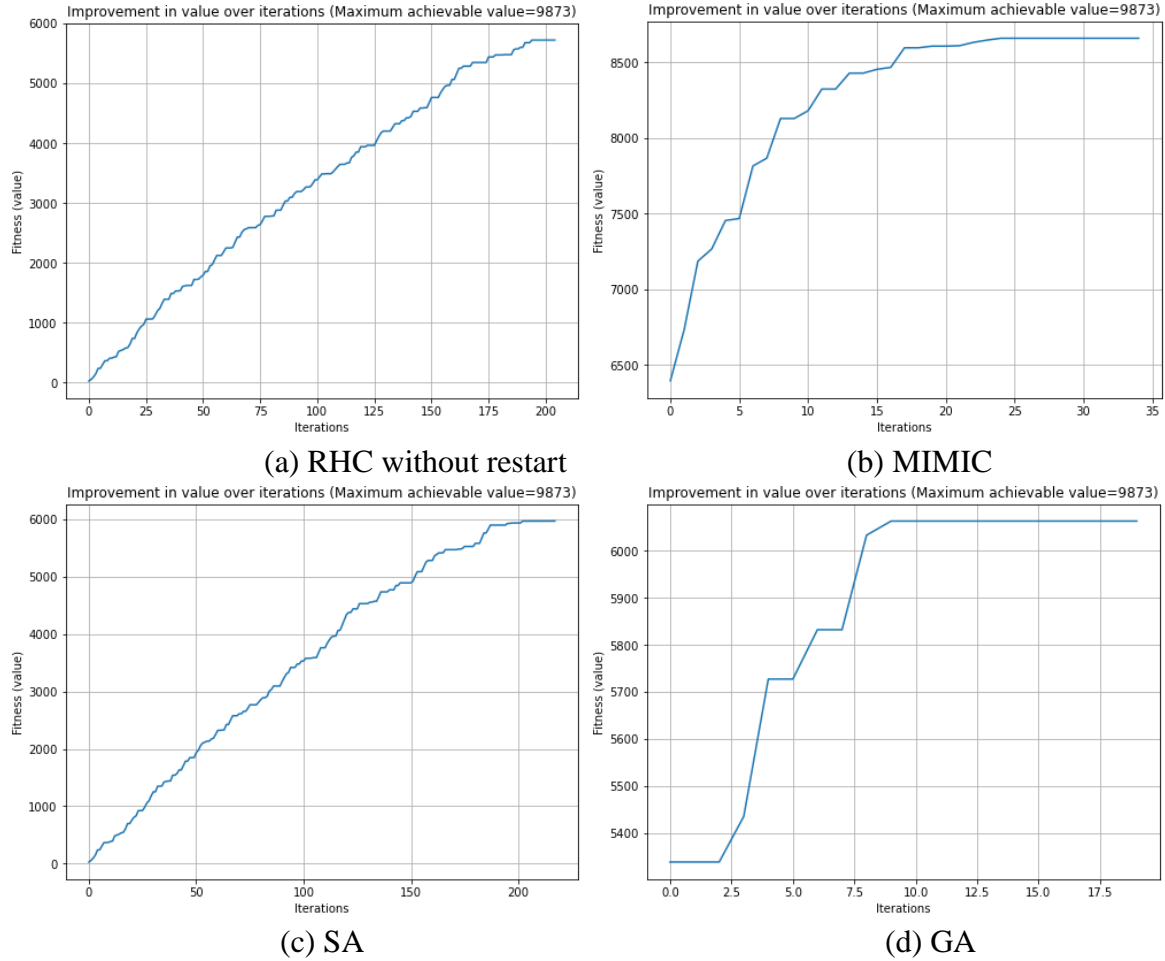 Improvement in value over iterations (Maximum achievable value=9873)
6000
5000
4000
3000
2000
1000
0
Fitness (value)
0 25 50 75 100 125 150 175 200
Iterations
(a) RHC without restart
Improvement in value over iterations (Maximum achievable value=9873)
8500
8000
7500
7000
6500
Fitness (value)
0 5 10 15 20 25 30 35
Iterations
(b) MIMIC
Improvement in value over iterations (Maximum achievable value=9873)
6000
5000
4000
3000
2000
1000
0
Fitness (value)
0 50 100 150 200
Iterations
(c) SA
Improvement in value over iterations (Maximum achievable value=9873)
6000
5900
5800
5700
5600
5500
5400
Fitness (value)
0.0 2.5 5.0 7.5 10.0 12.5 15.0 17.5
Iterations
(d) GA